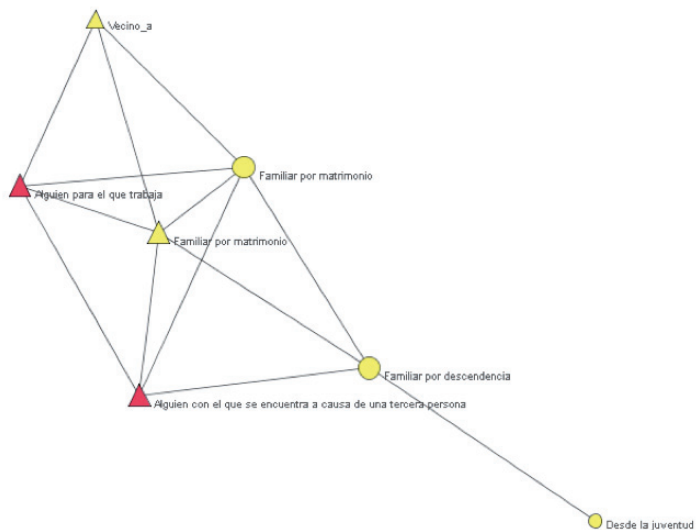 Vecino_a
Familiar por matrimonio
Alguien para el que trabaja
Familiar por matrimonio
Familiar por descendencia
Alguien con el que se encuentra a causa de una tercera persona
Desde la juventud